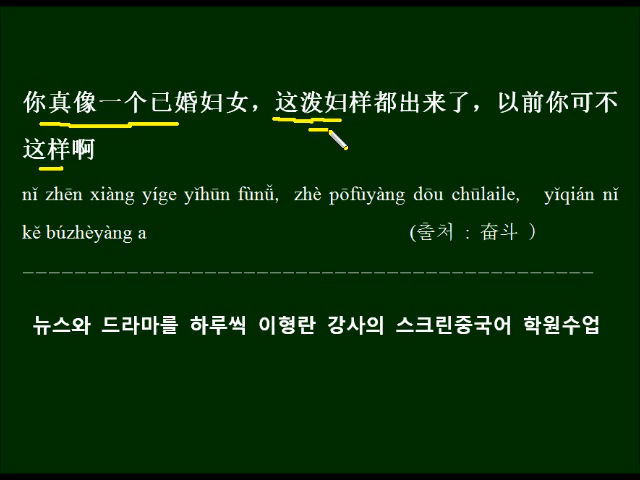 你真像一个已婚妇女，这泼妇样都出来了，以前你可不
这样啊
nǐ zhēn xiàng yíge yǐhūn fùnǚ, zhè pōfùyàng dōu chūlaile, yǐqián nǐ
kě búzhèyàng a (출처 : 奋斗 )
뉴스와 드라마를 하루씩 이형란 강사의 스크린중국어 학원수업